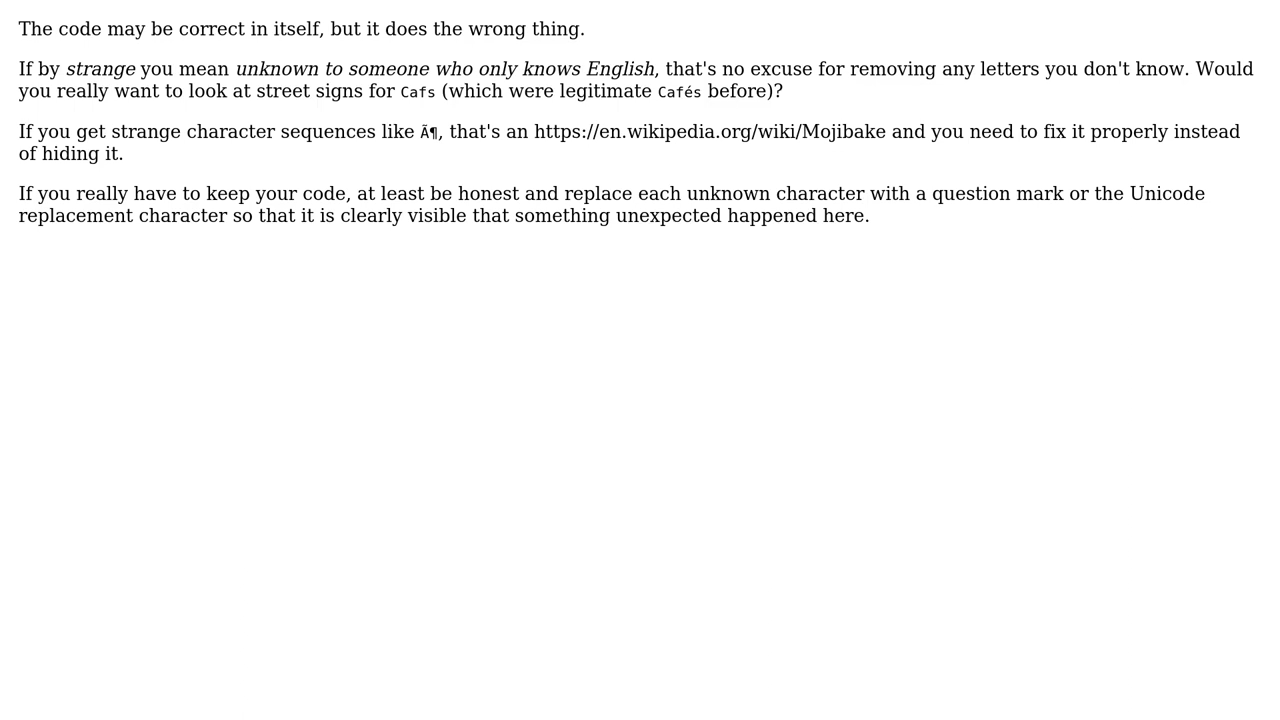 The code may be correct in itself, but it does the wrong thing.
If by strange you mean unknown to someone who only knows English, that's no excuse for removing any letters you don't know. Would
you really want to look at street signs for Cafs (which were legitimate Cafés before)?
If you get strange character sequences like Ã¶, that's an https://en.wikipedia.org/wiki/Mojibake and you need to fix it properly instead
of hiding it.
If you really have to keep your code, at least be honest and replace each unknown character with a question mark or the Unicode
replacement character so that it is clearly visible that something unexpected happened here.